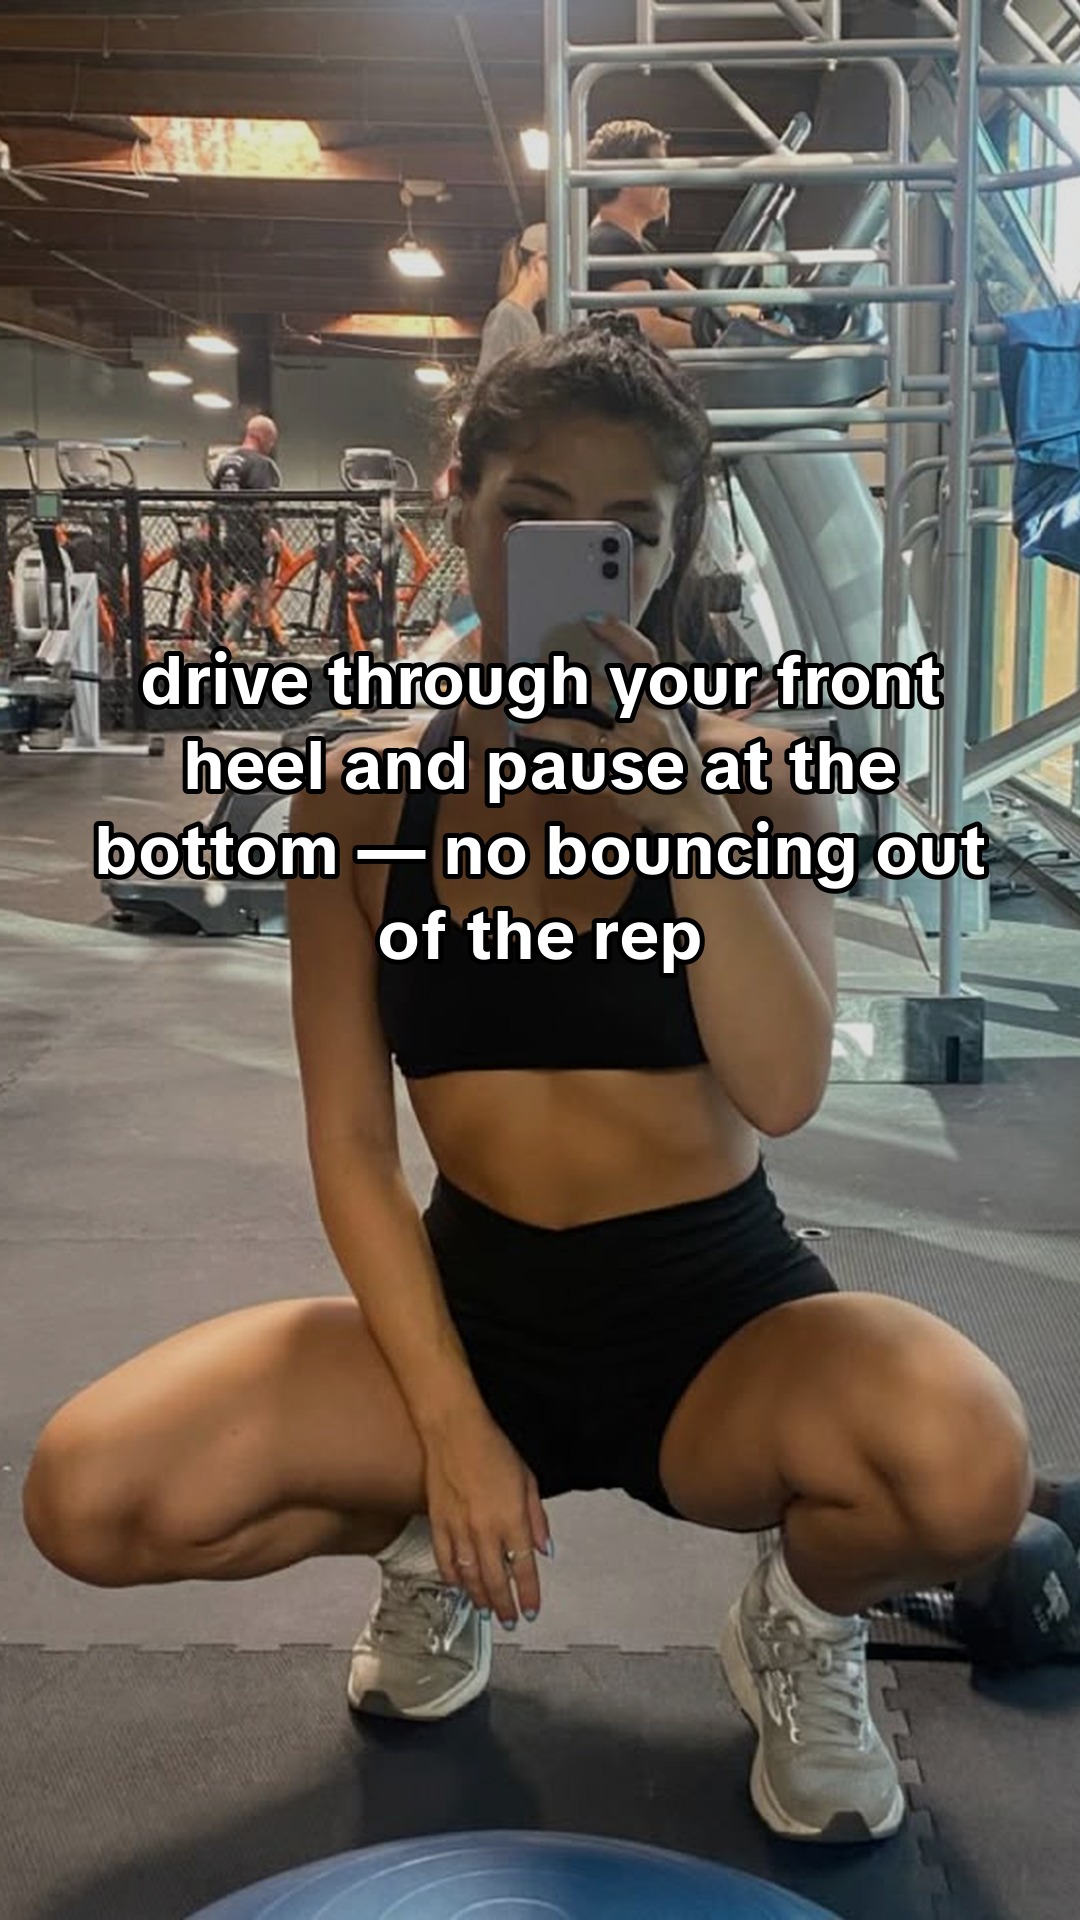 drive through your front
heel and pause at the
bottom — no bouncing out
of the rep